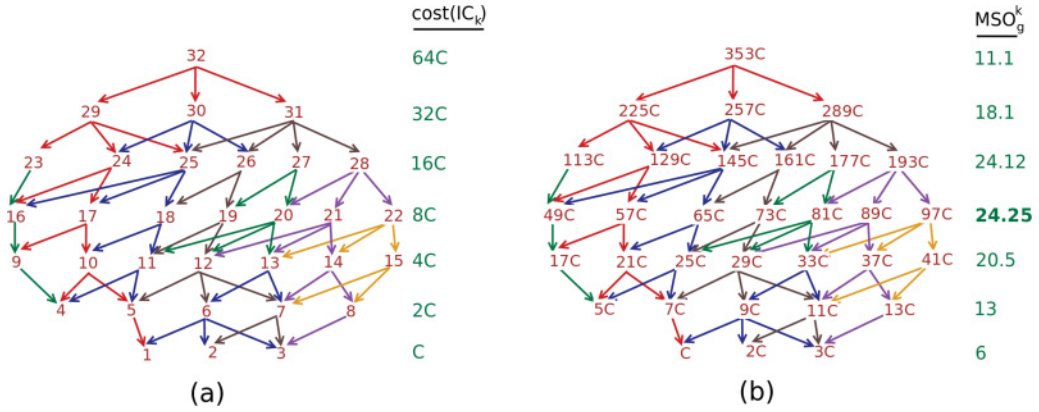 cost(IC_k)
32 64C
29 30 31 32C
23 24 25 26 27 28 16C
16 17 18 19 20 21 22 8C
9 10 11 12 13 14 15 4C
4 5 6 7 8 2C
1 2 3 C
(a)
MSO_g^k
353C 11.1
225C 257C 289C 18.1
113C 129C 145C 161C 177C 193C 24.12
49C 57C 65C 73C 81C 89C 97C 24.25
17C 21C 25C 29C 33C 37C 41C 20.5
5C 7C 9C 11C 13C 13
C 2C 3C 6
(b)